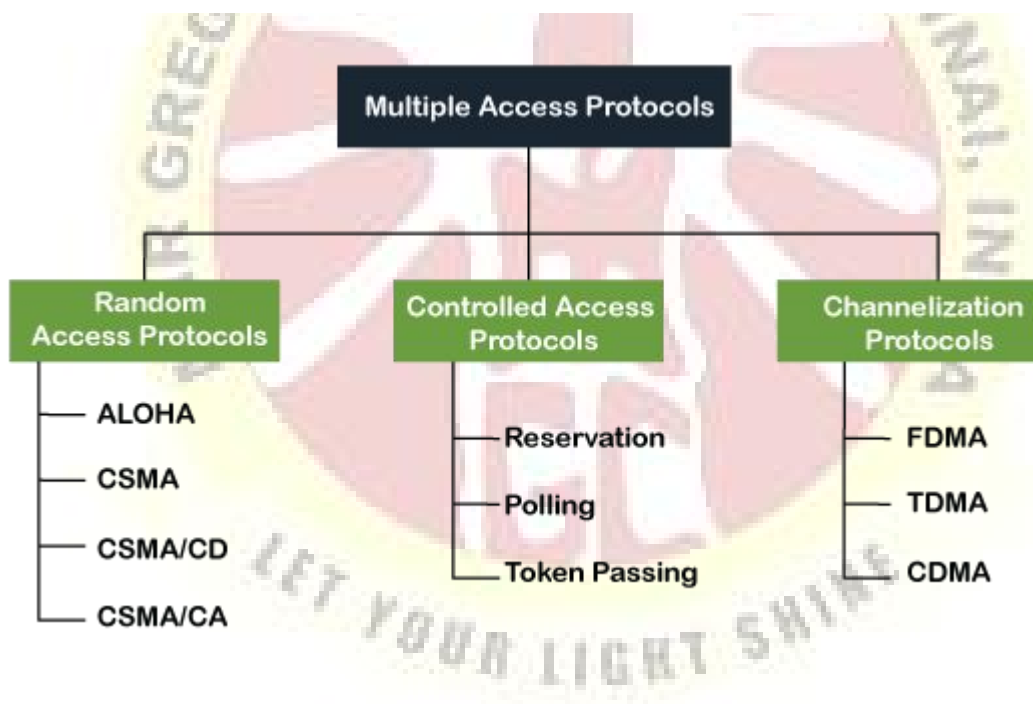 Multiple Access Protocols
Random
Access Protocols
Controlled Access
Protocols
Channelization
Protocols
ALOHA
CSMA
CSMA/CD
CSMA/CA
Reservation
Polling
Token Passing
FDMA
TDMA
CDMA
LET YOUR LIGHT SHINE